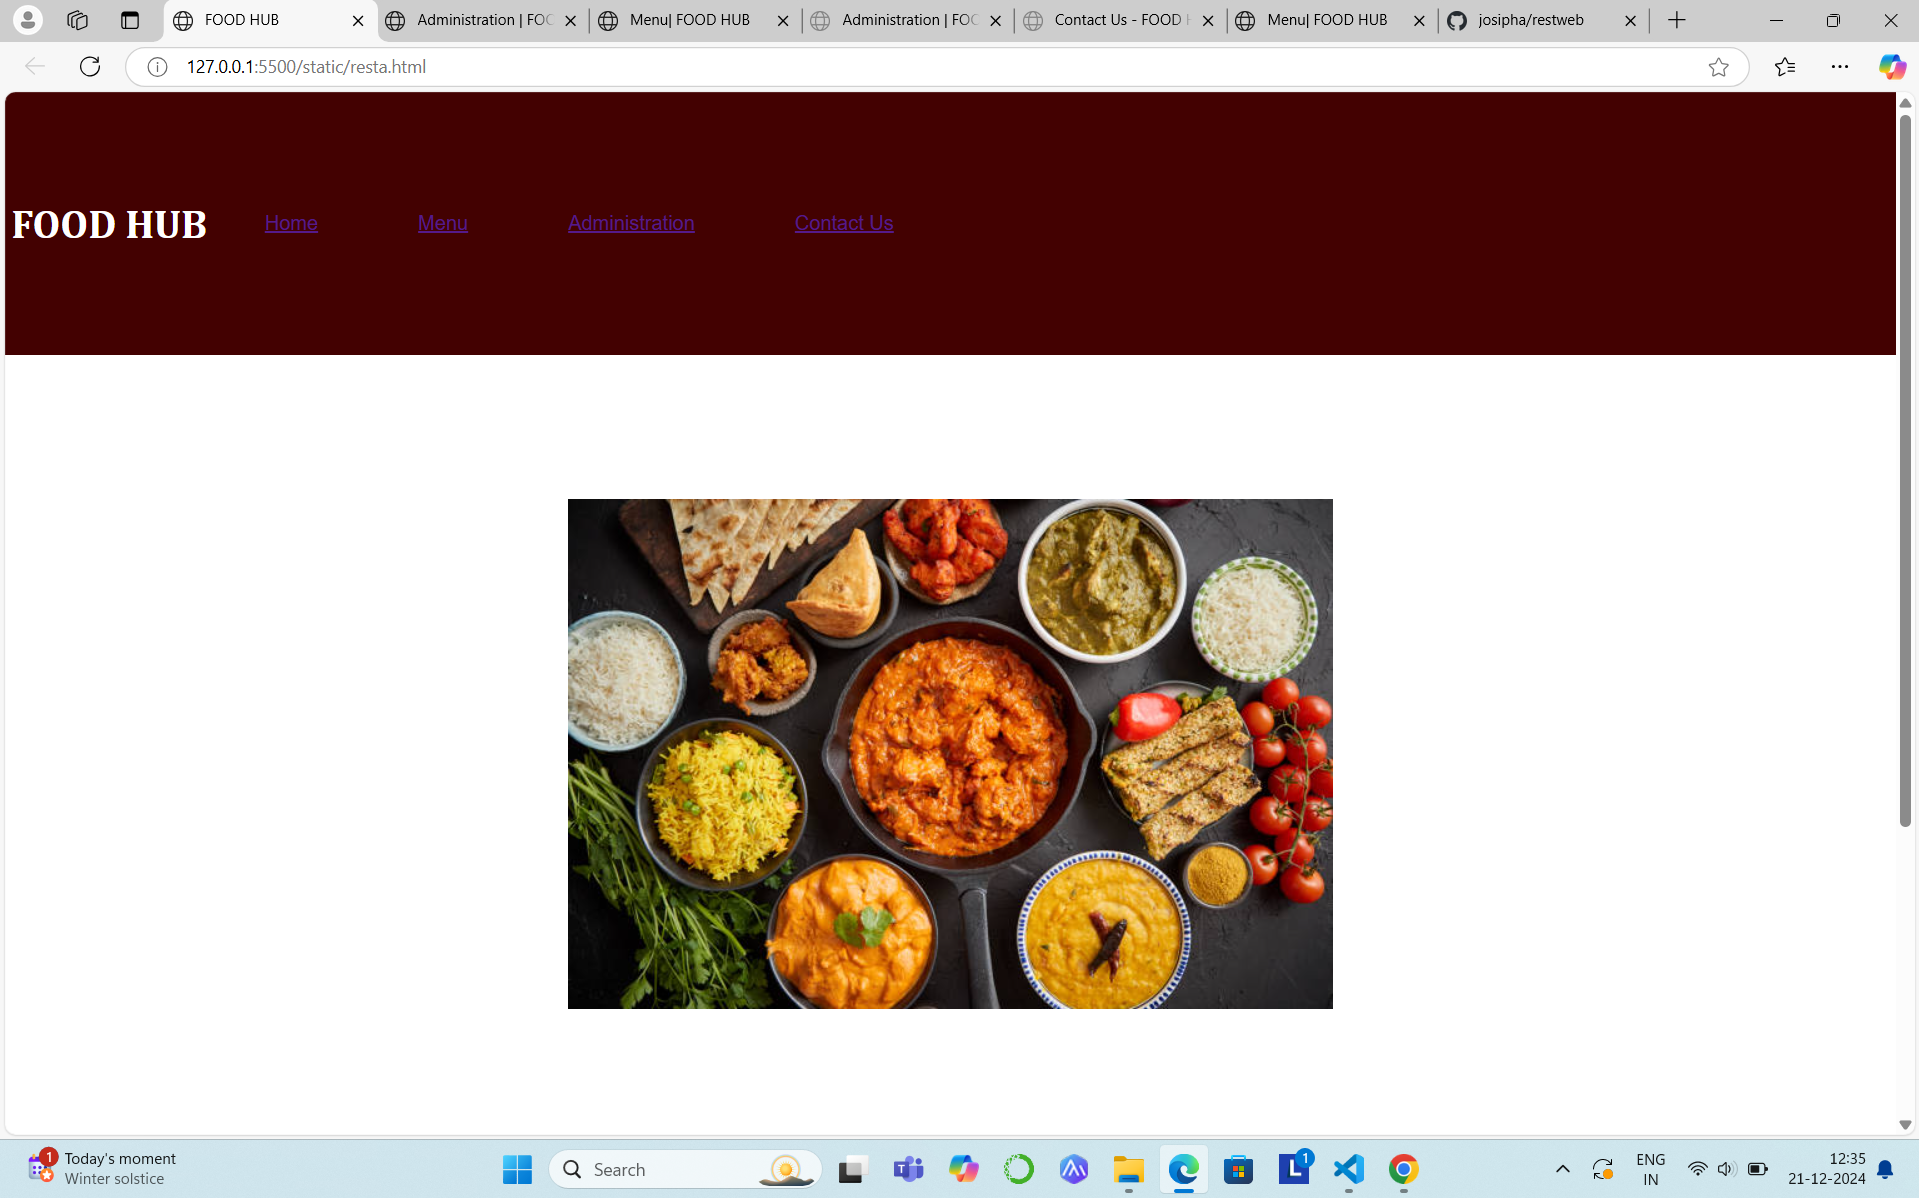 FOOD HUB
Administration | FOO
Menu| FOOD HUB
Administration | FOC
Contact Us - FOOD H
Menu| FOOD HUB
josipha/restweb
127.0.0.1:5500/static/resta.html
FOOD HUB
Home
Menu
Administration
Contact Us
1
Today's moment
Winter solstice
Search
1
ENG
IN
12:35
21-12-2024